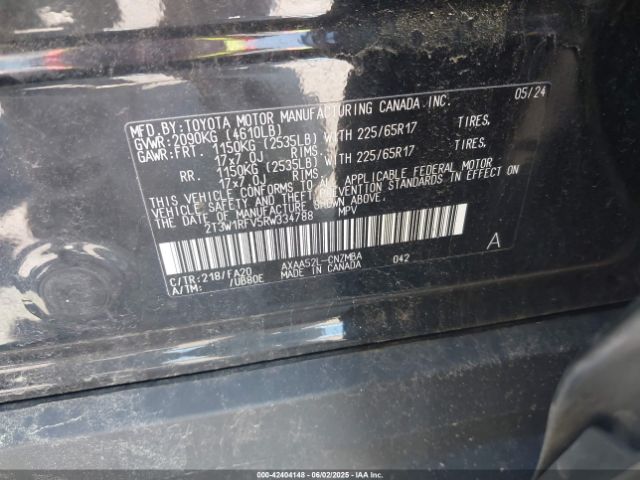 MFD.BY:TOYOTA MOTOR MANUFACTURING CANADA.INC. 05/24
GVWR:2090KG (4610LB)
GAWR:FRT. 1150KG (2535LB) WITH 225/65R17 TIRES.
17x7.0J RIMS.
RR. 1150KG (2535LB) WITH 225/65R17 TIRES.
17x7.0J RIMS.
THIS VEHICLE CONFORMS TO ALL APPLICABLE FEDERAL MOTOR
VEHICLE SAFETY AND THEFT PREVENTION STANDARDS IN EFFECT ON
THE DATE OF MANUFACTURE SHOWN ABOVE.
2T3W1RFV5RW334788 MPV
A
C/TR:218/FA20 AXAA52L-CNZMBA 042
A/TM: /UB80E MADE IN CANADA
000-42404148 - 06/02/2025 - IAA Inc.